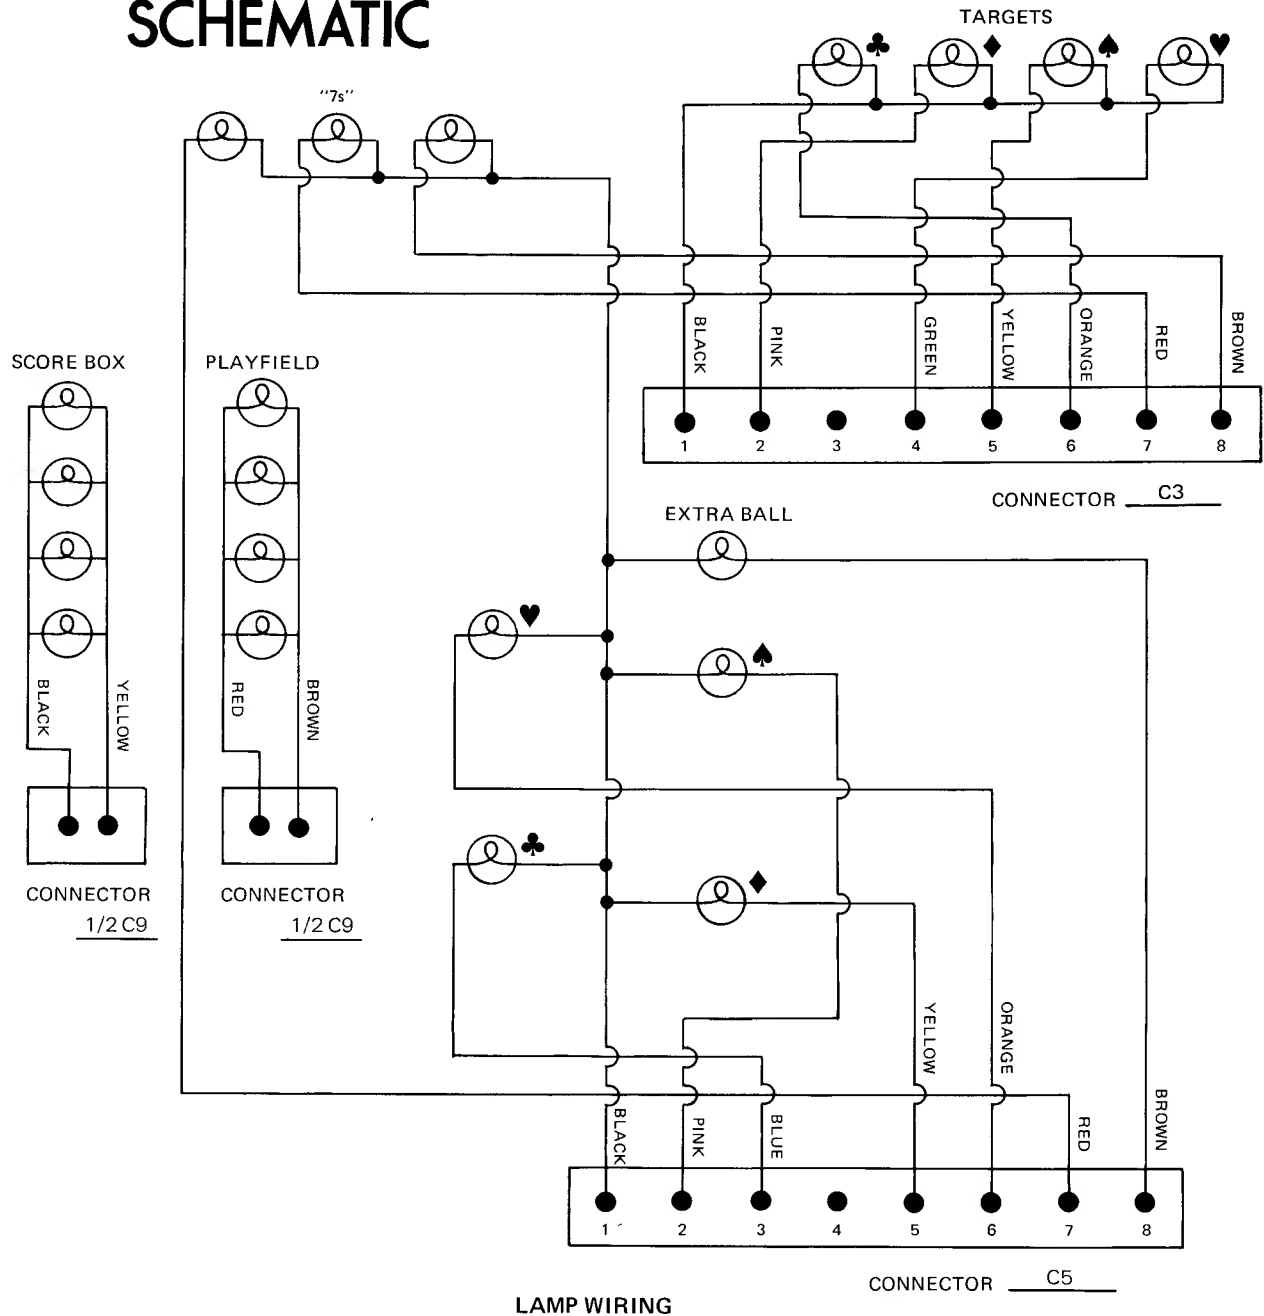 SCHEMATIC
TARGETS
"7s"
BLACK
PINK
GREEN
YELLOW
ORANGE
RED
BROWN
1 2 3 4 5 6 7 8
CONNECTOR C3
SCORE BOX
PLAYFIELD
EXTRA BALL
BLACK
YELLOW
RED
BROWN
CONNECTOR
1/2 C9
CONNECTOR
1/2 C9
BLACK
PINK
BLUE
YELLOW
ORANGE
RED
BROWN
1 2 3 4 5 6 7 8
CONNECTOR C5
LAMP WIRING